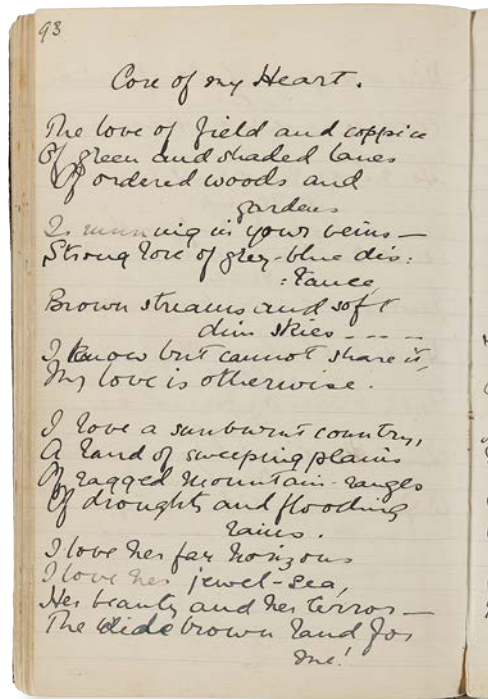 93
Core of my Heart.
The love of field and coppice
Of green and shaded lanes
Of ordered woods and
gardens
Is running in your veins —
Strong love of grey-blue dis:
:tance,
Brown streams and soft
dim skies ----
I know but cannot share it,
My love is otherwise.
I love a sunburnt country,
A land of sweeping plains
Of ragged mountain-ranges
Of droughts and flooding
rains.
I love her far horizons
I love her jewel-sea,
Her beauty and her terror —
The wide brown land for
me!